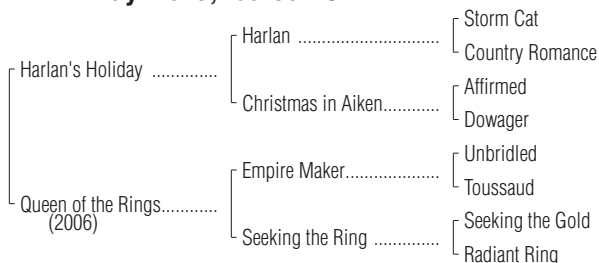 Harlan's Holiday ..............
Queen of the Rings.............
(2006)
Harlan ..............................
Christmas in Aiken............
Empire Maker....................
Seeking the Ring ..............
Storm Cat
Country Romance
Affirmed
Dowager
Unbridled
Toussaud
Seeking the Gold
Radiant Ring